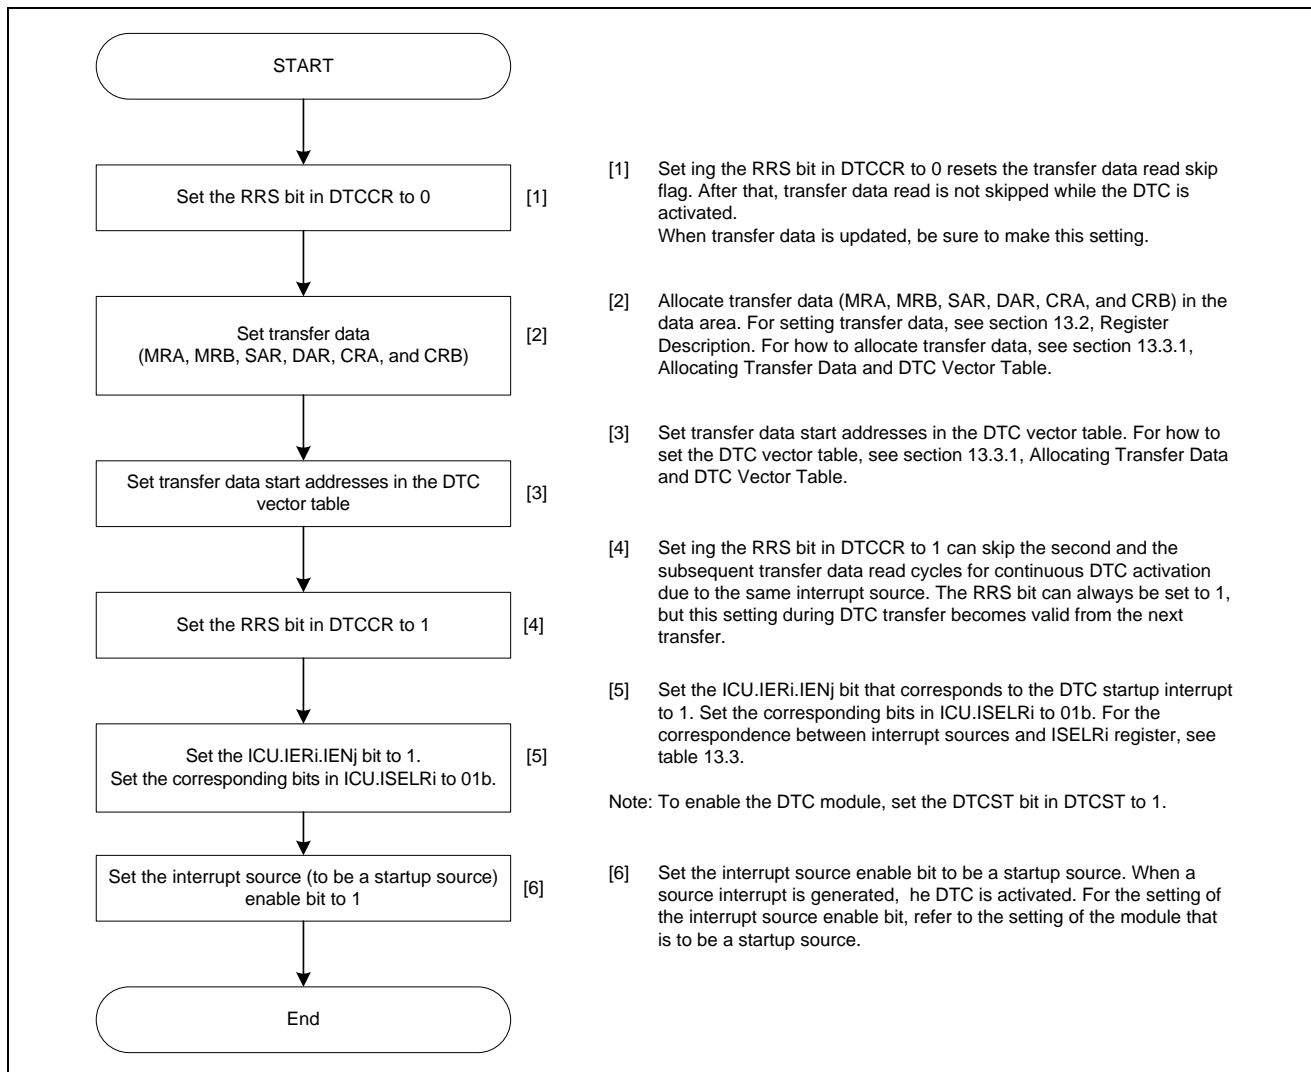 START
Set the RRS bit in DTCCR to 0
[1]
[1] Set ing the RRS bit in DTCCR to 0 resets the transfer data read skip
flag. After that, transfer data read is not skipped while the DTC is
activated.
When transfer data is updated, be sure to make this setting.
Set transfer data
(MRA, MRB, SAR, DAR, CRA, and CRB)
[2]
[2] Allocate transfer data (MRA, MRB, SAR, DAR, CRA, and CRB) in the
data area. For setting transfer data, see section 13.2, Register
Description. For how to allocate transfer data, see section 13.3.1,
Allocating Transfer Data and DTC Vector Table.
Set transfer data start addresses in the DTC
vector table
[3]
[3] Set transfer data start addresses in the DTC vector table. For how to
set the DTC vector table, see section 13.3.1, Allocating Transfer Data
and DTC Vector Table.
Set the RRS bit in DTCCR to 1
[4]
[4] Set ing the RRS bit in DTCCR to 1 can skip the second and the
subsequent transfer data read cycles for continuous DTC activation
due to the same interrupt source. The RRS bit can always be set to 1,
but this setting during DTC transfer becomes valid from the next
transfer.
Set the ICU.IERi.IENj bit to 1.
Set the corresponding bits in ICU.ISELRi to 01b.
[5]
[5] Set the ICU.IERi.IENj bit that corresponds to the DTC startup interrupt
to 1. Set the corresponding bits in ICU.ISELRi to 01b. For the
correspondence between interrupt sources and ISELRi register, see
table 13.3.
Note: To enable the DTC module, set the DTCST bit in DTCST to 1.
Set the interrupt source (to be a startup source)
enable bit to 1
[6]
[6] Set the interrupt source enable bit to be a startup source. When a
source interrupt is generated, he DTC is activated. For the setting of
the interrupt source enable bit, refer to the setting of the module that
is to be a startup source.
End